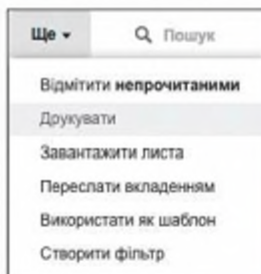 Ще Пошук
Відмітити непрочитаними
Друкувати
Завантажити листа
Переслати вкладенням
Використати як шаблон
Створити фільтр